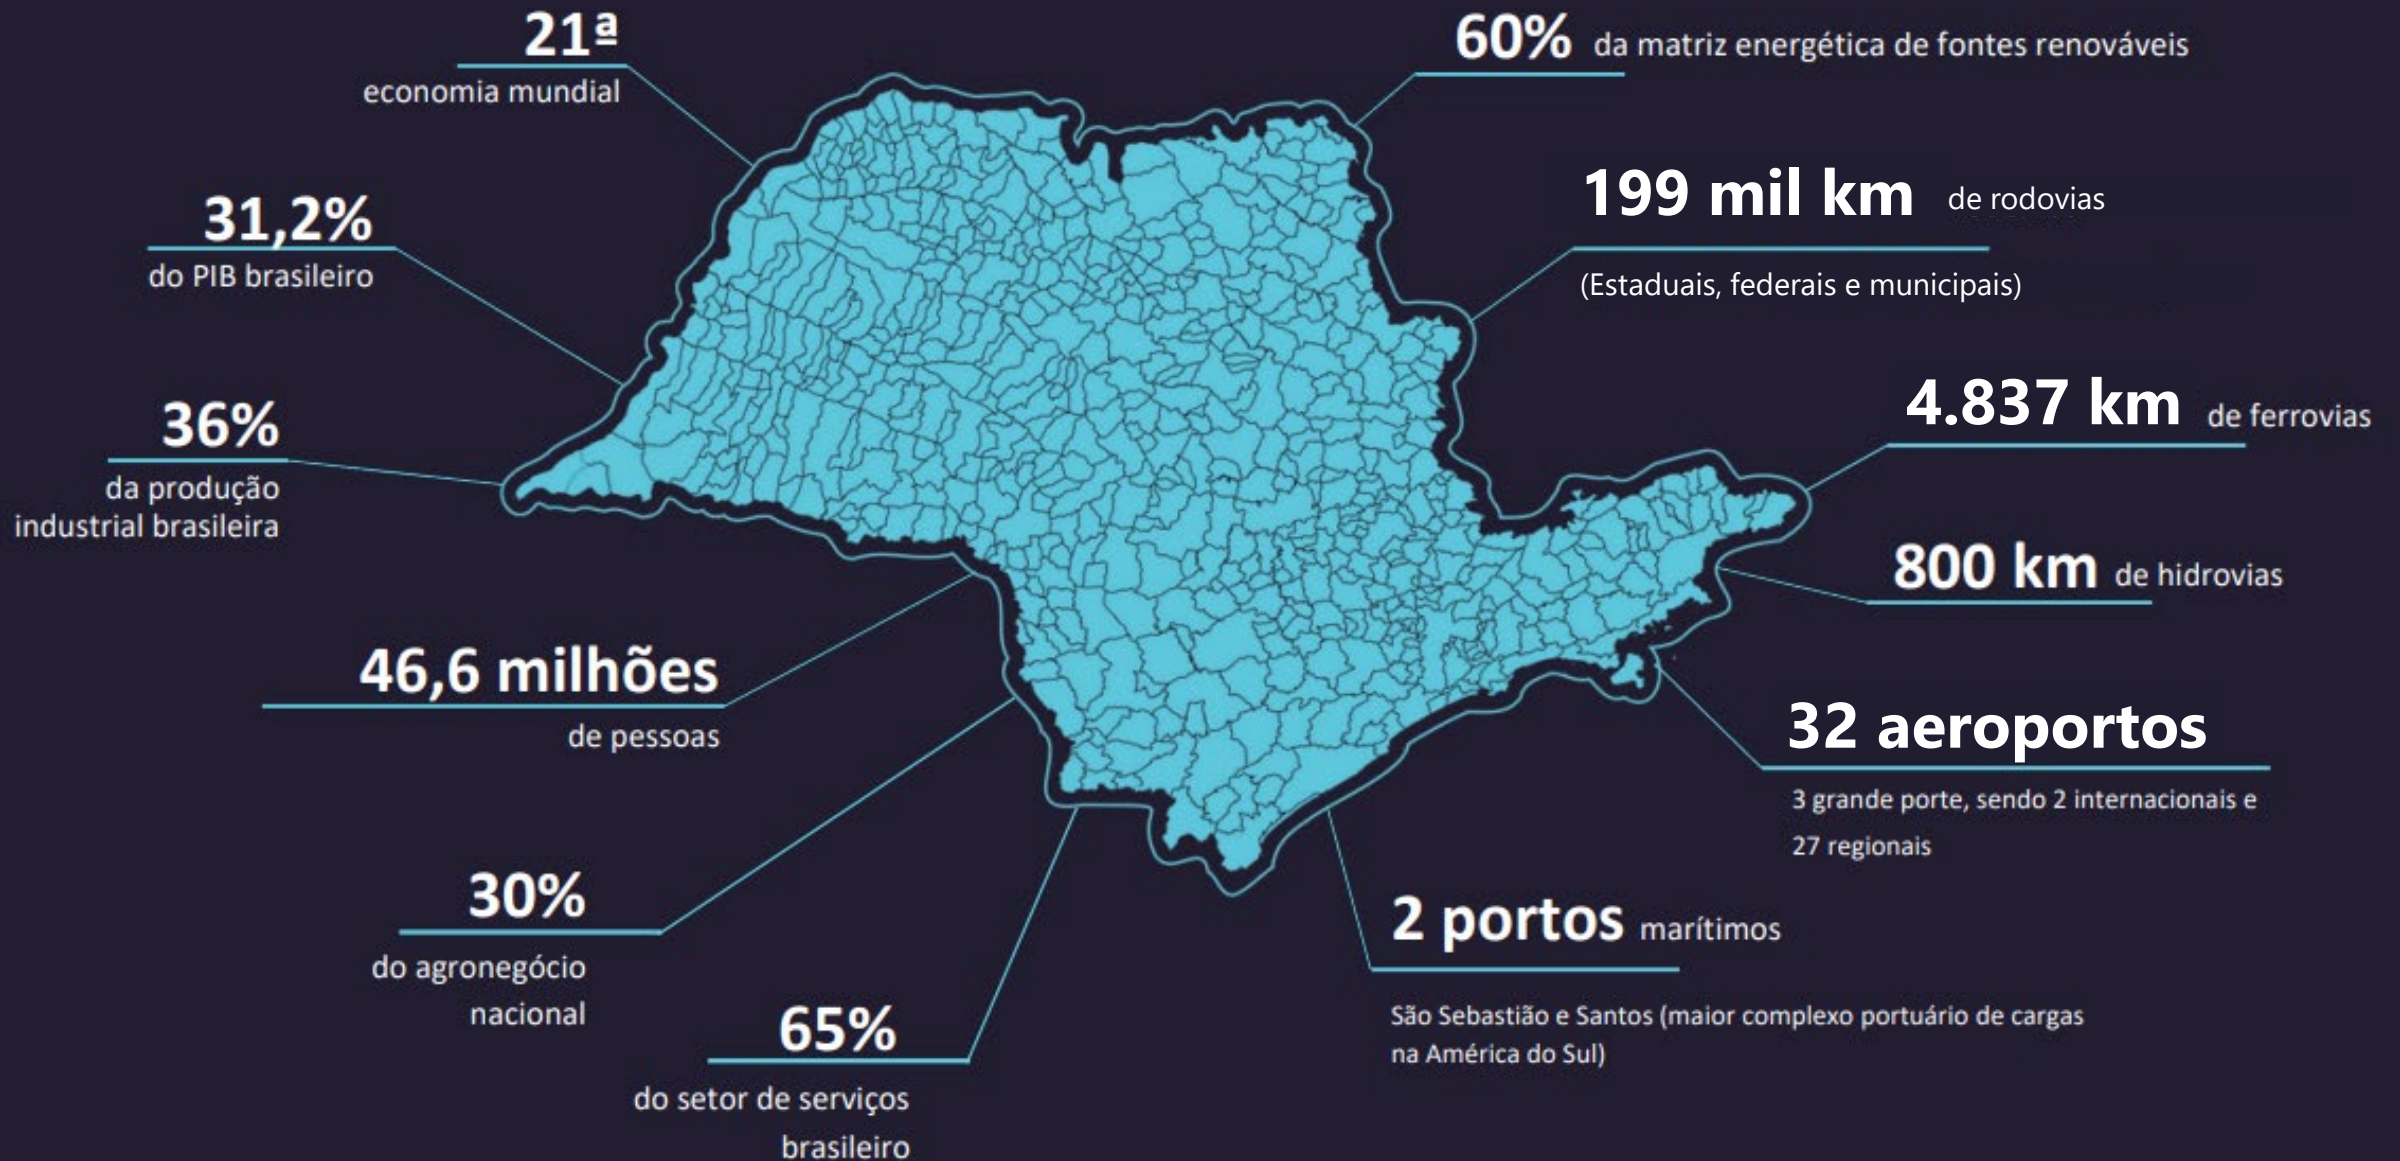 21ª
economia mundial
31,2%
do PIB brasileiro
36%
da produção
industrial brasileira
46,6 milhões
de pessoas
30%
do agronegócio
nacional
65%
do setor de serviços
brasileiro
60% da matriz energética de fontes renováveis
199 mil km de rodovias
(Estaduais, federais e municipais)
4.837 km de ferrovias
800 km de hidrovias
32 aeroportos
3 grande porte, sendo 2 internacionais e
27 regionais
2 portos marítimos
São Sebastião e Santos (maior complexo portuário de cargas
na América do Sul)